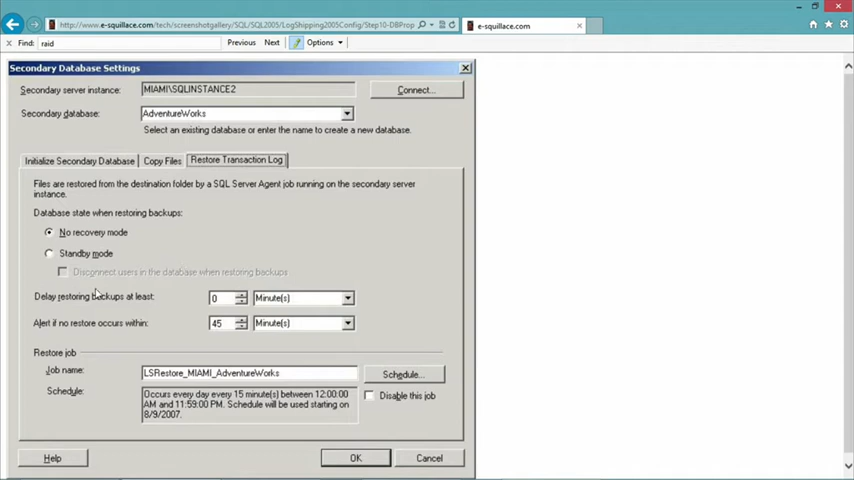 http://www.e-squillace.com/tech/screenshotgallery/SQL/SQL2005/LogShipping2005Config/Step10-DBProp
e-squillace.com
Find: raid
Previous Next Options
Secondary Database Settings
Secondary server instance: MIAMI\SQLINSTANCE2 Connect...
Secondary database: AdventureWorks
Select an existing database or enter the name to create a new database.
Initialize Secondary Database Copy Files Restore Transaction Log
Files are restored from the destination folder by a SQL Server Agent job running on the secondary server
instance.
Database state when restoring backups:
No recovery mode
Standby mode
Disconnect users in the database when restoring backups
Delay restoring backups at least: 0 Minute(s)
Alert if no restore occurs within: 45 Minute(s)
Restore job
Job name: LSRestore_MIAMI_AdventureWorks Schedule...
Schedule: Occurs every day every 15 minute(s) between 12:00:00 Disable this job
AM and 11:59:00 PM. Schedule will be used starting on
8/9/2007.
Help OK Cancel